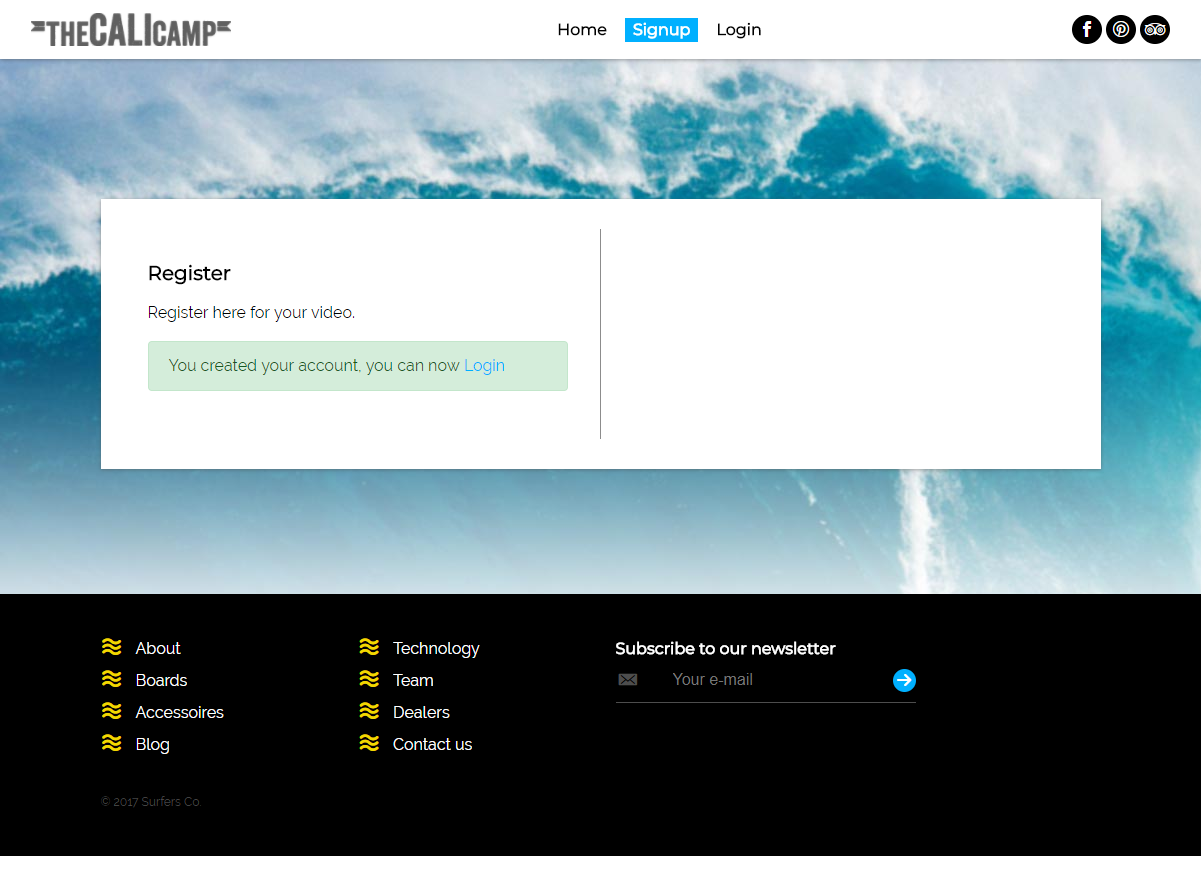 THECALICAMP
Home Signup Login
Register
Register here for your video.
You created your account, you can now Login
About
Boards
Accessoires
Blog
Technology
Team
Dealers
Contact us
Subscribe to our newsletter
Your e-mail
© 2017 Surfers Co.